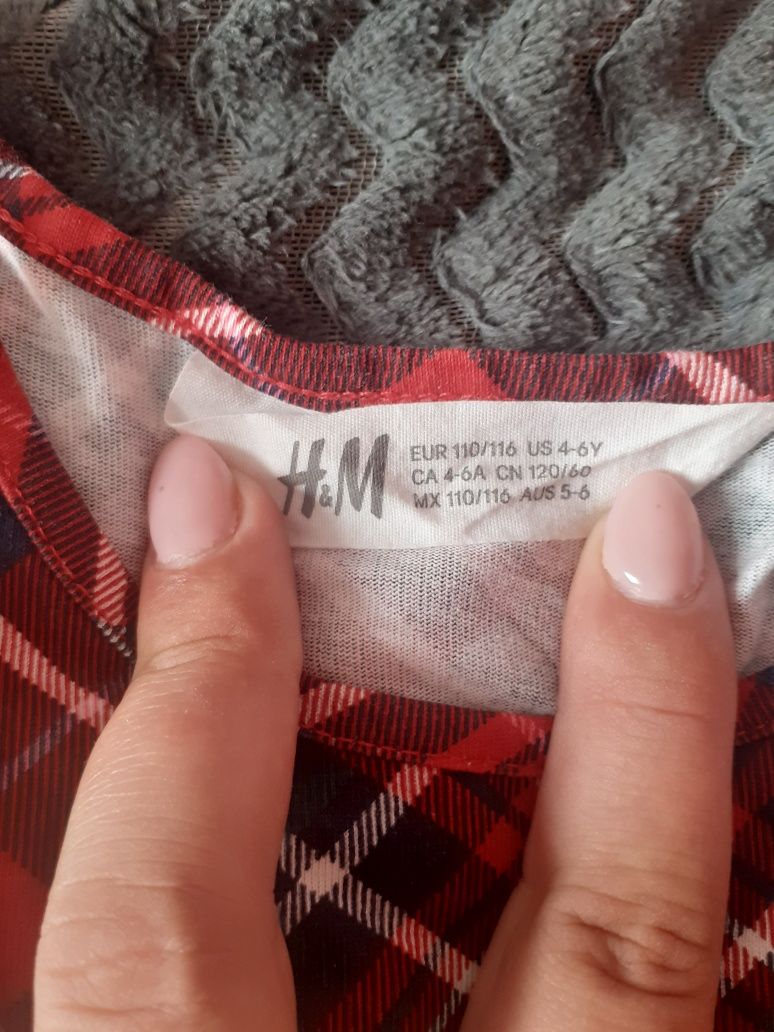 H&M
EUR 110/116 US 4-6Y
CA 4-6A CN 120/60
MX 110/116 AUS 5-6